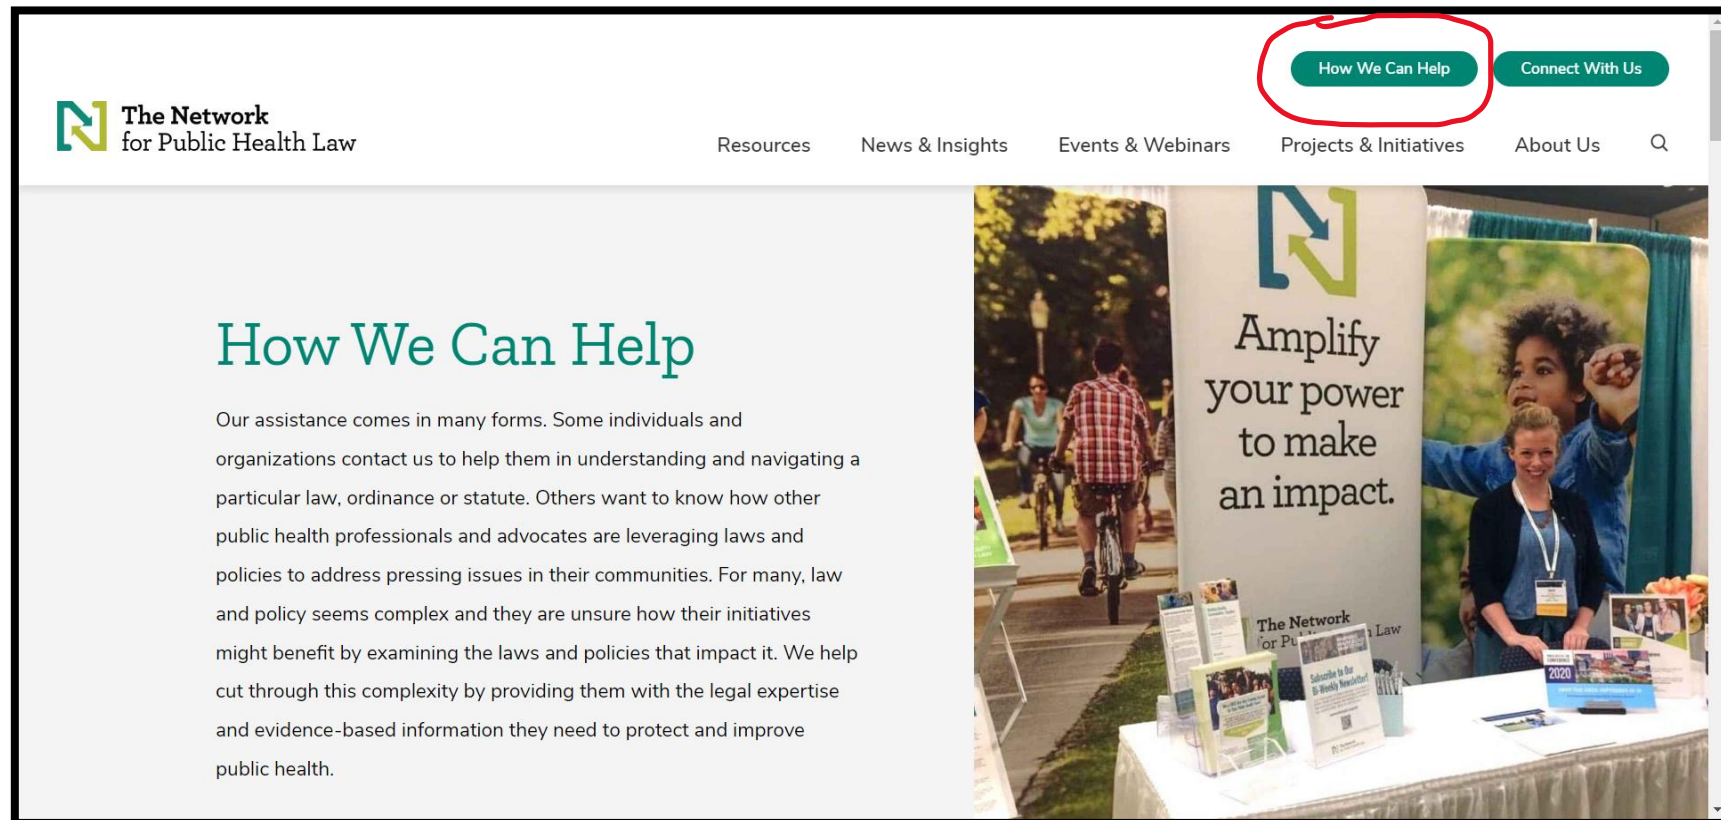 How We Can Help
Connect With Us
The Network
for Public Health Law
Resources
News & Insights
Events & Webinars
Projects & Initiatives
About Us
How We Can Help
Our assistance comes in many forms. Some individuals and
organizations contact us to help them in understanding and navigating a
particular law, ordinance or statute. Others want to know how other
public health professionals and advocates are leveraging laws and
policies to address pressing issues in their communities. For many, law
and policy seems complex and they are unsure how their initiatives
might benefit by examining the laws and policies that impact it. We help
cut through this complexity by providing them with the legal expertise
and evidence-based information they need to protect and improve
public health.
Amplify
your power
to make
an impact.
The Network
Law
Subscribe to Our
Bi-Weekly Newsletter!
2020